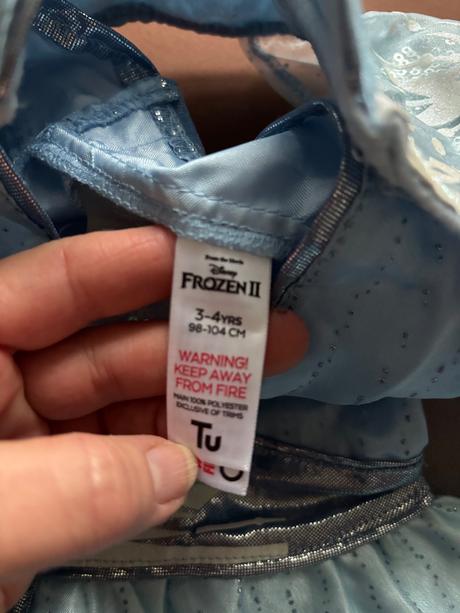 From the Movie
Disney
FROZEN II
3-4YRS
98-104 CM
WARNING!
KEEP AWAY
FROM FIRE
MAIN 100% POLYESTER
EXCLUSIVE OF TRIMS
Tu